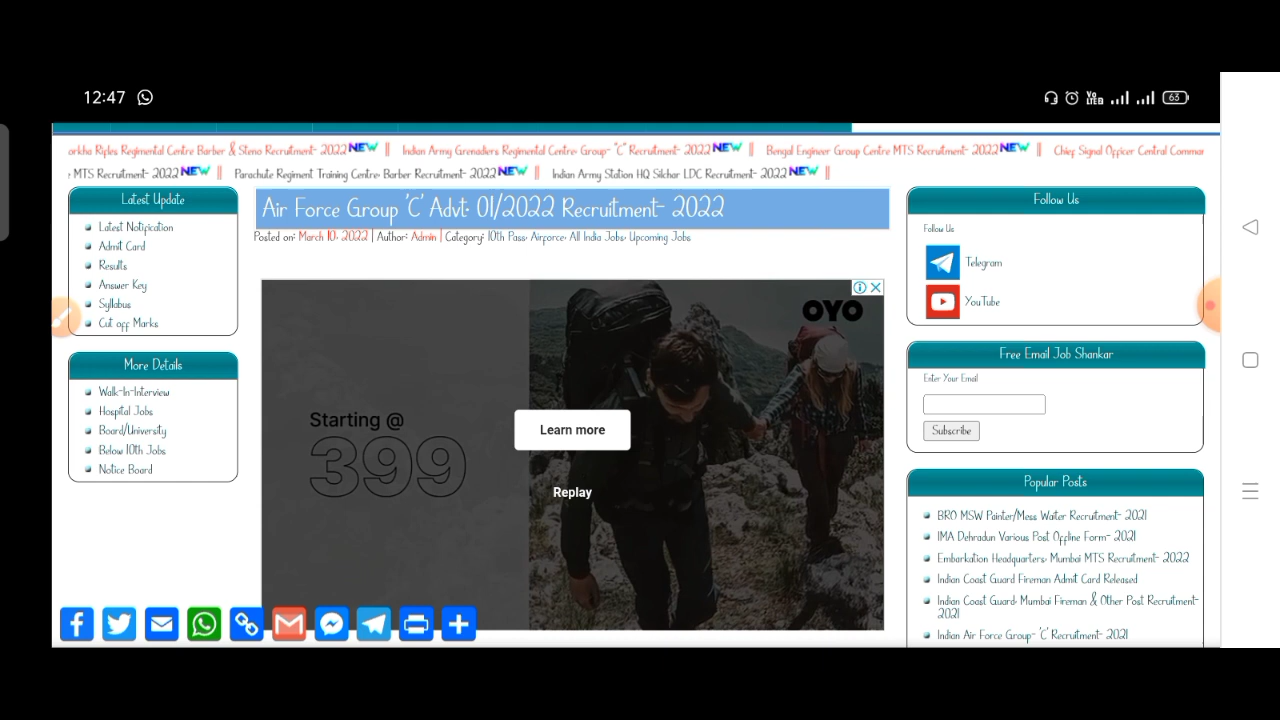 12:47
Vo LTE2
63
orkha Rifles Regimental Centre Barber & Steno Recruitment- 2022 NEW || Indian Army Grenadiers Regimental Centre, Group- "C" Recruitment- 2022 NEW || Bengal Engineer Group Centre MTS Recruitment- 2022 NEW || Chief Signal Officer Central Comman
MTS Recruitment- 2022 NEW || Parachute Regiment Training Centre, Barber Recruitment- 2022 NEW || Indian Army Station HQ Silchar LDC Recruitment- 2022 NEW ||
Latest Update
Latest Notification
Admit Card
Results
Answer Key
Syllabus
Cut off Marks
More Details
Walk-In-Interview
Hospital Jobs
Board/University
Below 10th Jobs
Notice Board
Air Force Group 'C' Advt. 01/2022 Recruitment- 2022
Posted on: March 10, 2022 | Author: Admin | Category: 10th Pass, Airforce, All India Jobs, Upcoming Jobs
OYO
Starting @
399
Learn more
Replay
Follow Us
Follow Us
Telegram
YouTube
Free Email Job Shankar
Enter Your Email
Subscribe
Popular Posts
BRO MSW Painter/Mess Waiter Recruitment- 2021
IMA Dehradun Various Post Offline Form- 2021
Embarkation Headquarters, Mumbai MTS Recruitment- 2022
Indian Coast Guard Fireman Admit Card Released
Indian Coast Guard, Mumbai Fireman & Other Post Recruitment-
2021
Indian Air Force Group- 'C' Recruitment- 2021